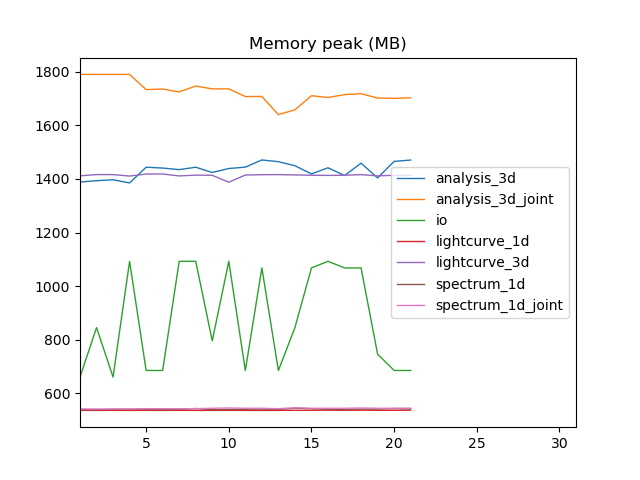 Memory peak (MB)
1800
1600
1400
1200
1000
800
600
5
10
15
20
25
30
analysis_3d
analysis_3d_joint
io
lightcurve_1d
lightcurve_3d
spectrum_1d
spectrum_1d_joint